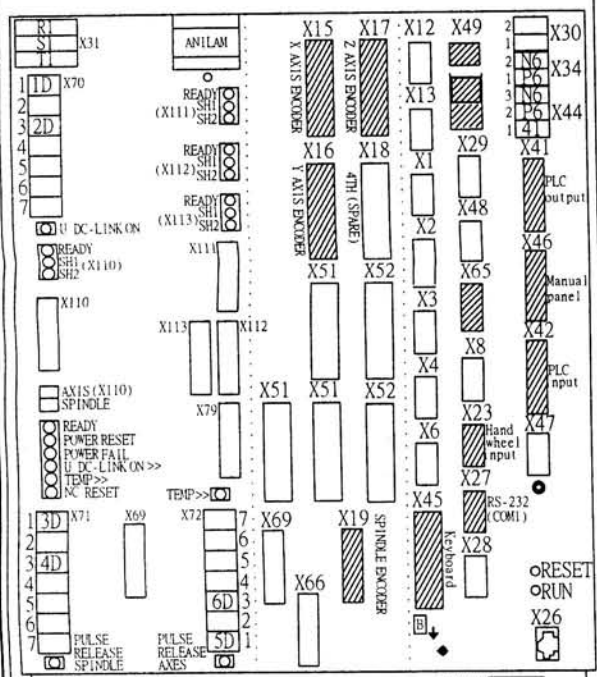 R1
S1
T1
X31
ANILAM
X15
X AXIS ENCODER
X17
Z AXIS ENCODER
X12
X49
2
1
X30
2 N6
1 P6
X34
3 N6
2 P6
1 41
X44
1 1D X70
2
3 2D
4
5
6
7
U DC-LINK ON
READY
SH1
SH2
(X110)
READY
SH1
SH2
(X111)
READY
SH1
SH2
(X112)
READY
SH1
SH2
(X113)
X16
Y AXIS ENCODER
X18
4TH (SPARE)
X13
X1
X29
X41
PLC
output
X2
X48
X46
Manual
panel
X110
X111
X113
X112
X51
X52
X3
X65
X42
PLC
input
X4
X8
AXIS (X110)
SPINDLE
X79
X51
X51
X52
X6
X23
Hand
wheel
input
X47
READY
POWER RESET
POWER FAIL
U DC-LINK ON >>
TEMP >>
NC RESET
TEMP>>
X45
Keyboard
X27
RS-232
(COM1)
1 3D X71
2
3 4D
4
5
6
7
X69
X72
7
6
5
4
6D 3
2
5D 1
X69
X19
SPINDLE ENCODER
X66
X28
RESET
RUN
X26
B
PULSE
RELEASE
SPINDLE
PULSE
RELEASE
AXES